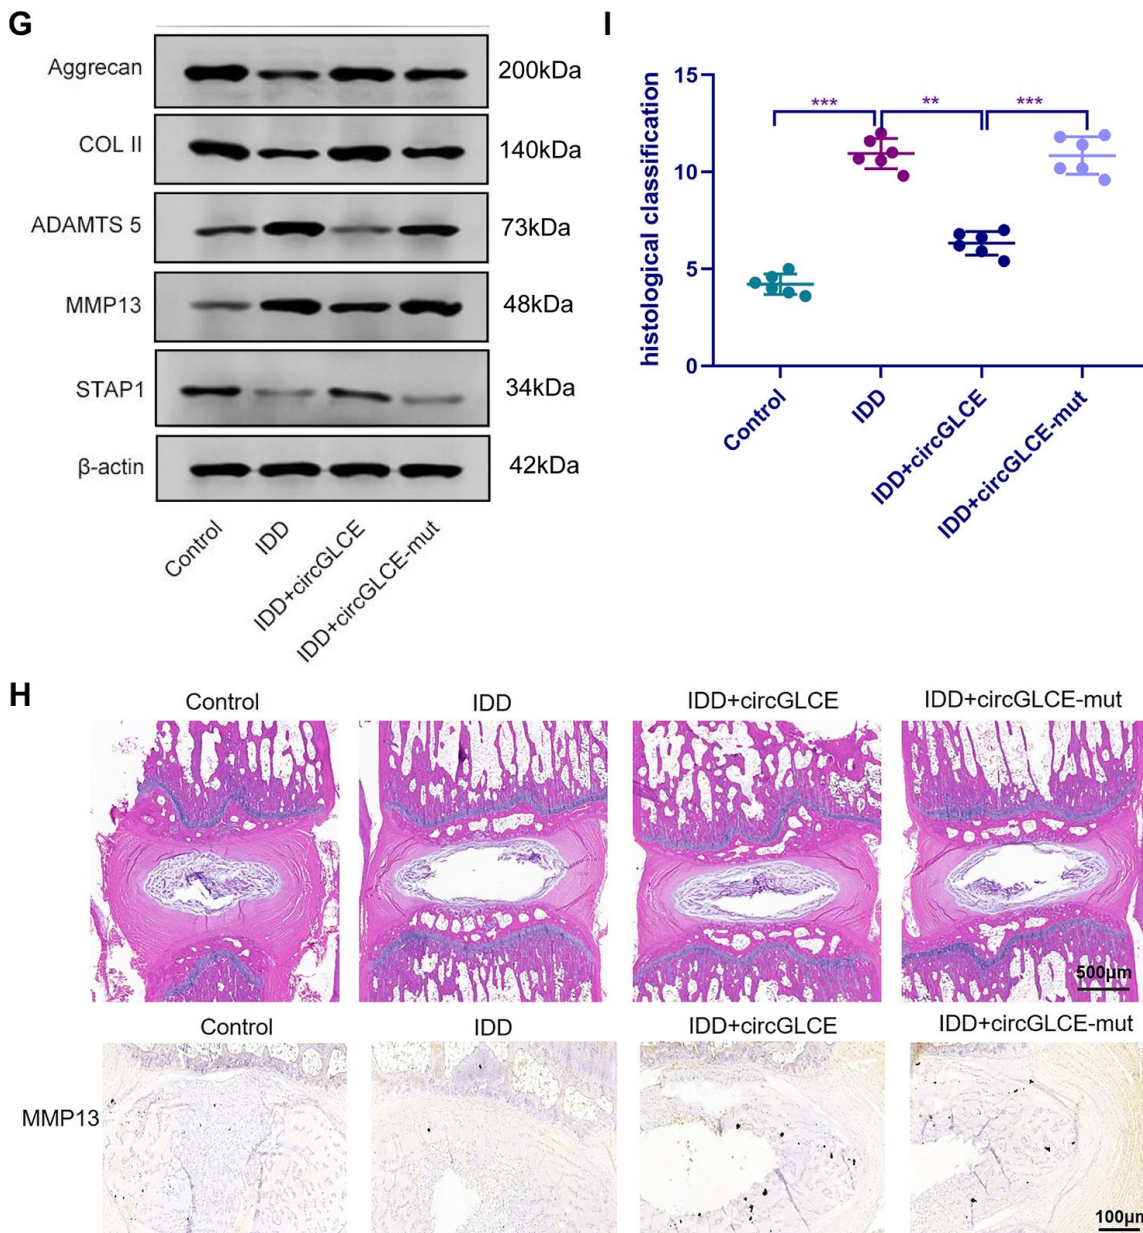 G
Aggrecan
200kDa
COL II
140kDa
ADAMTS 5
73kDa
MMP13
48kDa
STAP1
34kDa
β-actin
42kDa
Control
IDD
IDD+circGLCE
IDD+circGLCE-mut
I
histological classification
15
10
5
0
***
**
***
Control
IDD
IDD+circGLCE
IDD+circGLCE-mut
H
Control
IDD
IDD+circGLCE
IDD+circGLCE-mut
500μm
Control
IDD
IDD+circGLCE
IDD+circGLCE-mut
MMP13
100μm